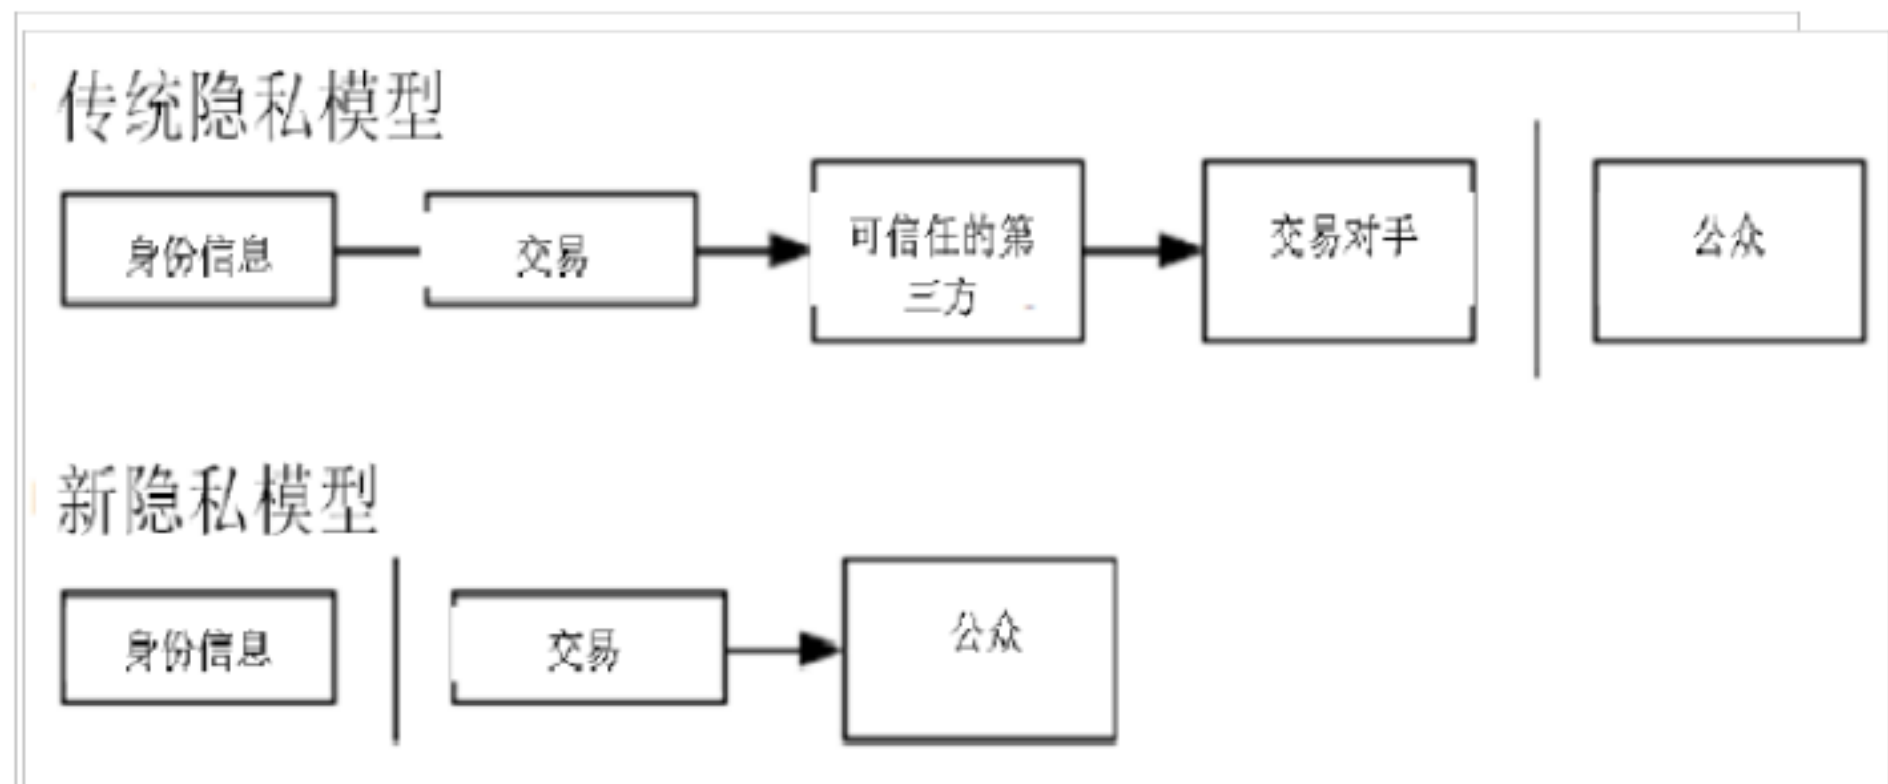 传统隐私模型
身份信息
交易
可信任的第
三方
交易对手
公众
新隐私模型
身份信息
交易
公众